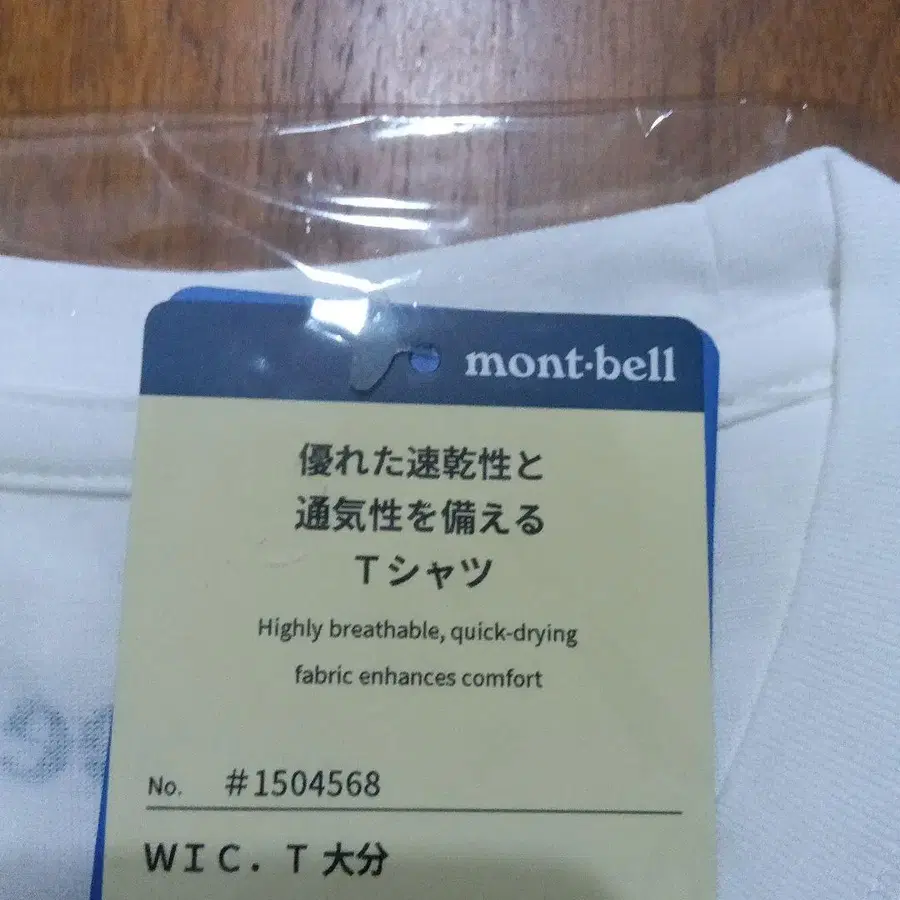 mont-bell
優れた速乾性と
通気性を備える
Tシャツ
Highly breathable, quick-drying
fabric enhances comfort
No. #1504568
WIC. T 大分